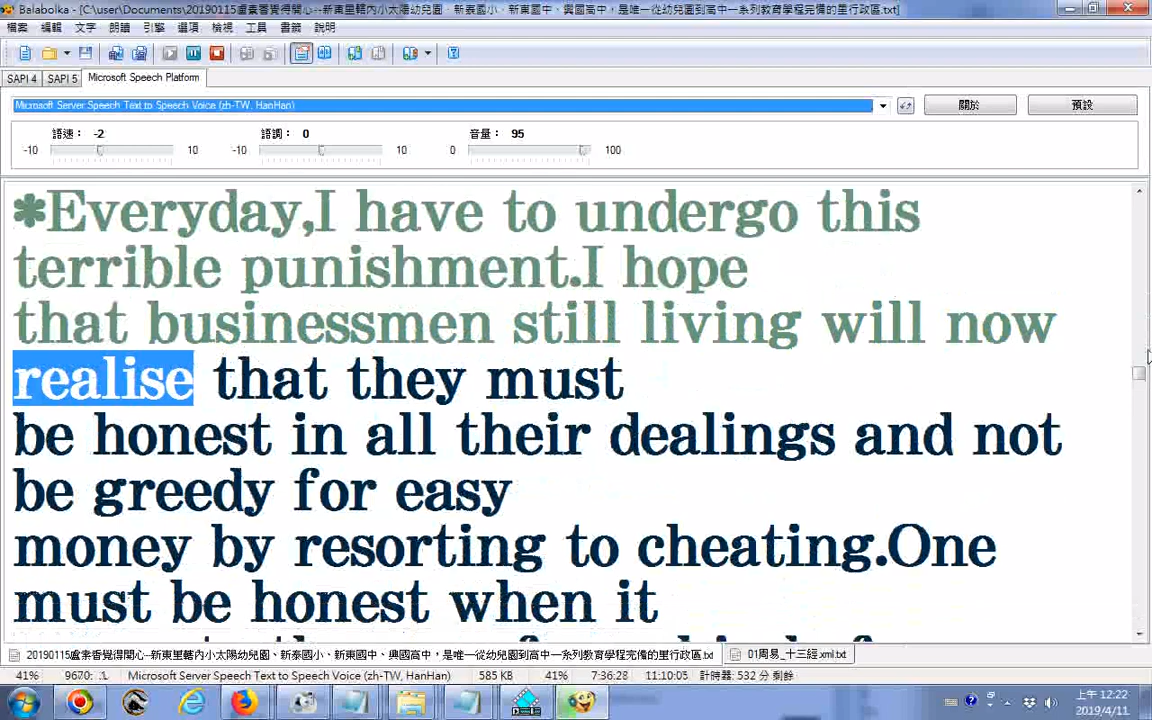 Balabolka - [C:\user\Documents\20190115盧素香覺得開心--新東里轄內小太陽幼兒園、新泰國小、新東國中、興國高中，是唯一從幼兒園到高中一系列教育學程完備的里行政區.txt]
檔案 編輯 文字 朗讀 引擎 選項 檢視 工具 書籤 說明
SAPI 4 SAPI 5 Microsoft Speech Platform
Microsoft Server Speech Text to Speech Voice (zh-TW, HanHan) 關於 預設
語速： -2 語調： 0 音量： 95
-10 10 -10 10 0 100
*Everyday,I have to undergo this
terrible punishment.I hope
that businessmen still living will now
realise that they must
be honest in all their dealings and not
be greedy for easy
money by resorting to cheating.One
must be honest when it
20190115盧素香覺得開心--新東里轄內小太陽幼兒園、新泰國小、新東國中、興國高中，是唯一從幼兒園到高中一系列教育學程完備的里行政區.txt 01周易_十三經.xml.txt
41% 9670: 1 Microsoft Server Speech Text to Speech Voice (zh-TW, HanHan) 585 KB 41% 7:36:28 11:10:05 計時器: 532 分 剩餘
上午 12:22
2019/4/11